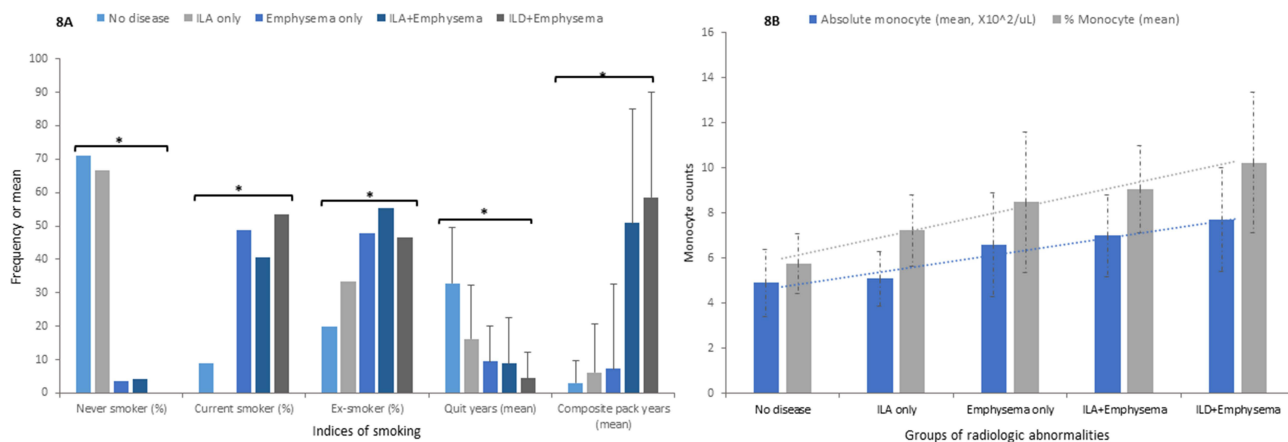 8A
No disease ILA only Emphysema only ILA+Emphysema ILD+Emphysema
Frequency or mean
100
90
80
70
60
50
40
30
20
10
0
*
*
*
*
*
Never smoker (%) Current smoker (%) Ex-smoker (%) Quit years (mean) Composite pack years
(mean)
Indices of smoking
8B
Absolute monocyte (mean, X10^2/uL) % Monocyte (mean)
Monocyte counts
16
14
12
10
8
6
4
2
0
No disease ILA only Emphysema only ILA+Emphysema ILD+Emphysema
Groups of radiologic abnormalities